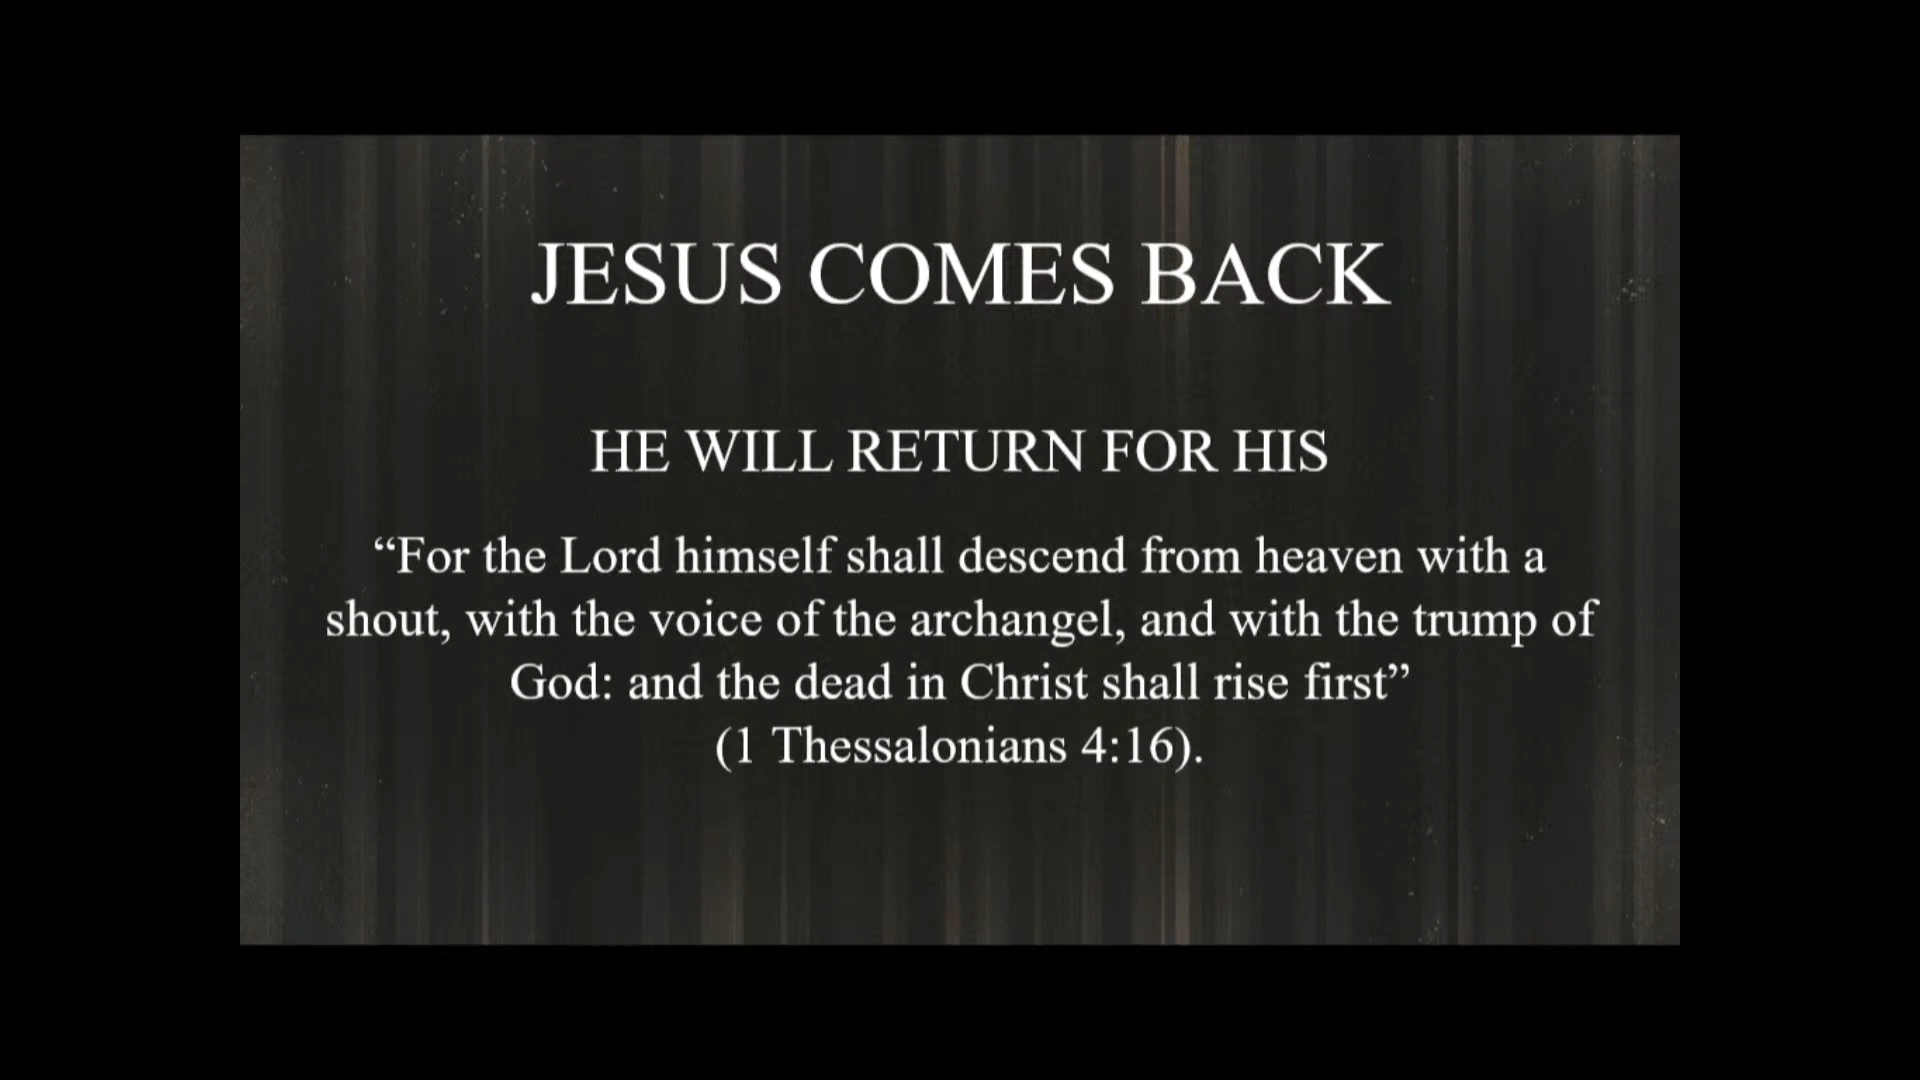 JESUS COMES BACK
HE WILL RETURN FOR HIS
“For the Lord himself shall descend from heaven with a
shout, with the voice of the archangel, and with the trump of
God: and the dead in Christ shall rise first”
(1 Thessalonians 4:16).